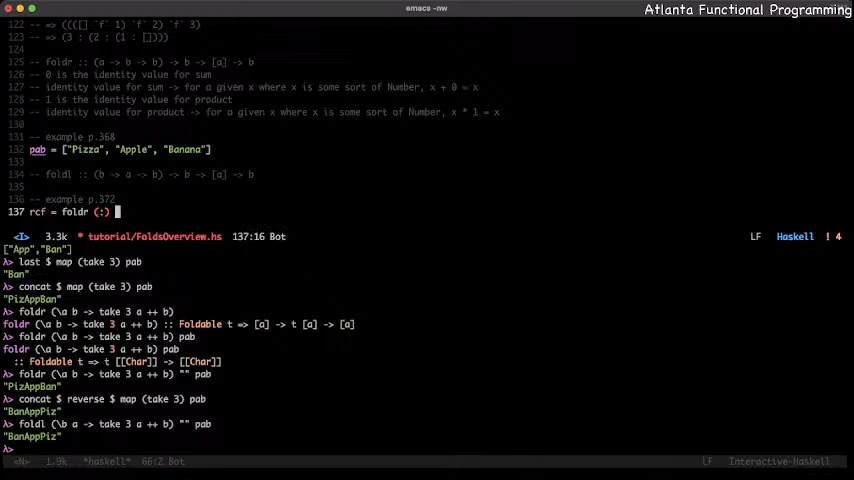 emacs -nw
Atlanta Functional Programming
122 -- => ((([] `f` 1) `f` 2) `f` 3)
123 -- => (3 : (2 : (1 : [])))
124
125 -- foldr :: (a -> b -> b) -> b -> [a] -> b
126 -- 0 is the identity value for sum
127 -- identity value for sum -> for a given x where x is some sort of Number, x + 0 = x
128 -- 1 is the identity value for product
129 -- identity value for product -> for a given x where x is some sort of Number, x * 1 = x
130
131 -- example p.368
132 pab = ["Pizza", "Apple", "Banana"]
133
134 -- foldl :: (b -> a -> b) -> b -> [a] -> b
135
136 -- example p.372
137 rcf = foldr (:)
<I> 3.3k * tutorial/FoldsOverview.hs 137:16 Bot LF Haskell ! 4
["App","Ban"]
λ> last $ map (take 3) pab
"Ban"
λ> concat $ map (take 3) pab
"PizAppBan"
λ> foldr (\a b -> take 3 a ++ b)
foldr (\a b -> take 3 a ++ b) :: Foldable t => [a] -> t [a] -> [a]
λ> foldr (\a b -> take 3 a ++ b) pab
foldr (\a b -> take 3 a ++ b) pab
:: Foldable t => t [[Char]] -> [[Char]]
λ> foldr (\a b -> take 3 a ++ b) "" pab
"PizAppBan"
λ> concat $ reverse $ map (take 3) pab
"BanAppPiz"
λ> foldl (\b a -> take 3 a ++ b) "" pab
"BanAppPiz"
λ>
<N> 1.9k *haskell* 66:2 Bot LF Interactive-Haskell